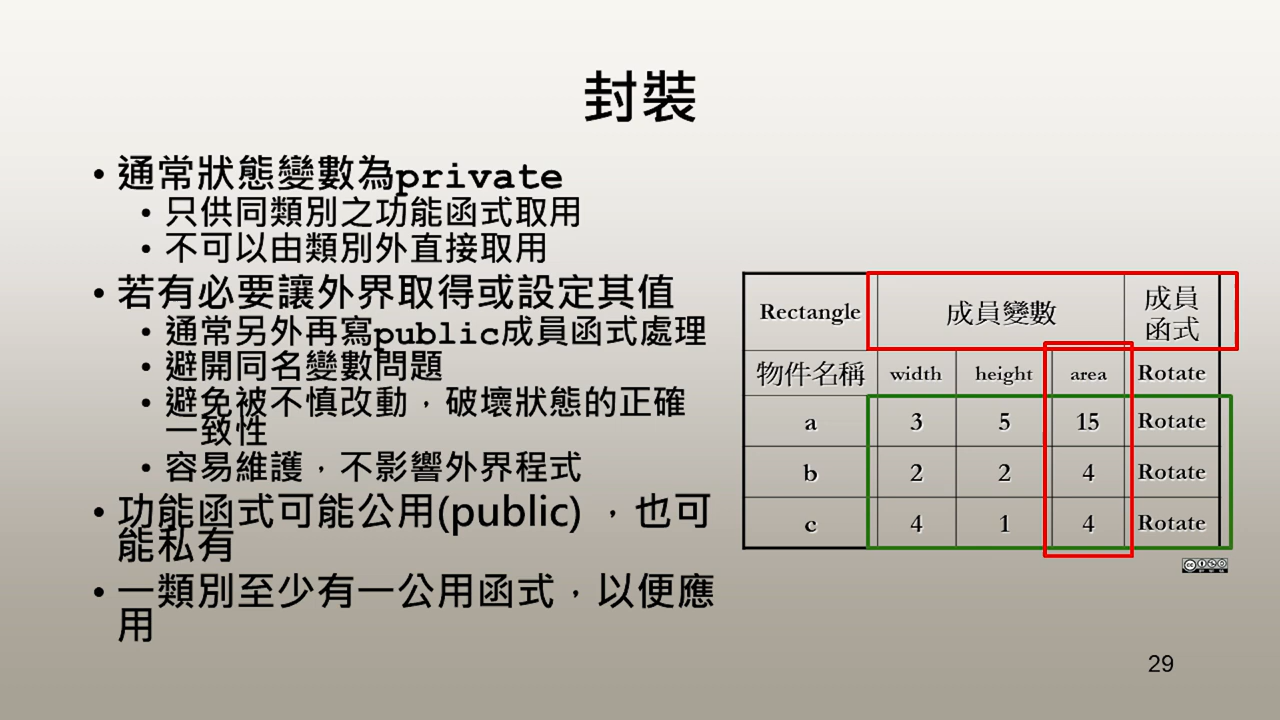 封裝
• 通常狀態變數為private
• 只供同類別之功能函式取用
• 不可以由類別外直接取用
• 若有必要讓外界取得或設定其值
• 通常另外再寫public成員函式處理
• 避開同名變數問題
• 避免被不慎改動，破壞狀態的正確
一致性
• 容易維護，不影響外界程式
• 功能函式可能公用(public) ，也可
能私有
• 一類別至少有一公用函式，以便應
用
Rectangle 成員變數 成員
函式
物件名稱 width height area Rotate
a 3 5 15 Rotate
b 2 2 4 Rotate
c 4 1 4 Rotate
29